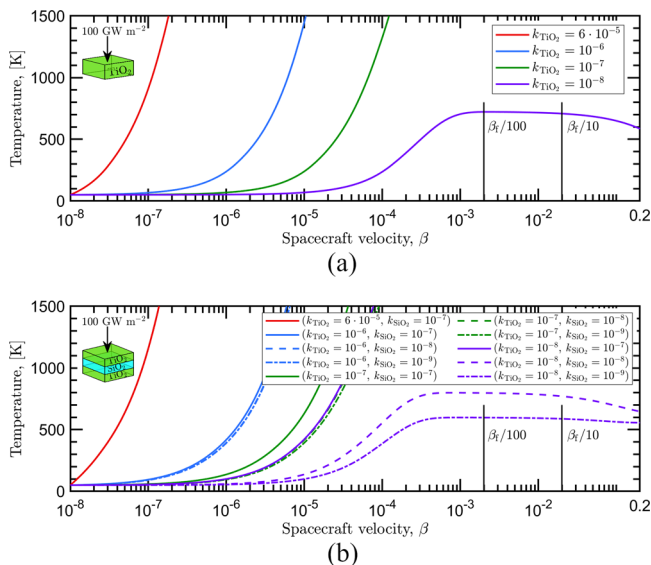 1500
1000
500
0
Temperature, [K]
100 GW m⁻²
TiO₂
k_TiO₂ = 6 · 10⁻⁵
k_TiO₂ = 10⁻⁶
k_TiO₂ = 10⁻⁷
k_TiO₂ = 10⁻⁸
β_f/100
β_f/10
10⁻⁸ 10⁻⁷ 10⁻⁶ 10⁻⁵ 10⁻⁴ 10⁻³ 10⁻² 0.2
Spacecraft velocity, β
(a)
1500
1000
500
0
Temperature, [K]
100 GW m⁻²
TiO₂
SiO₂
TiO₂
(k_TiO₂ = 6 · 10⁻⁵, k_SiO₂ = 10⁻⁷)
(k_TiO₂ = 10⁻⁶, k_SiO₂ = 10⁻⁷)
(k_TiO₂ = 10⁻⁶, k_SiO₂ = 10⁻⁸)
(k_TiO₂ = 10⁻⁶, k_SiO₂ = 10⁻⁹)
(k_TiO₂ = 10⁻⁷, k_SiO₂ = 10⁻⁷)
(k_TiO₂ = 10⁻⁷, k_SiO₂ = 10⁻⁸)
(k_TiO₂ = 10⁻⁷, k_SiO₂ = 10⁻⁹)
(k_TiO₂ = 10⁻⁸, k_SiO₂ = 10⁻⁷)
(k_TiO₂ = 10⁻⁸, k_SiO₂ = 10⁻⁸)
(k_TiO₂ = 10⁻⁸, k_SiO₂ = 10⁻⁹)
β_f/100
β_f/10
10⁻⁸ 10⁻⁷ 10⁻⁶ 10⁻⁵ 10⁻⁴ 10⁻³ 10⁻² 0.2
Spacecraft velocity, β
(b)